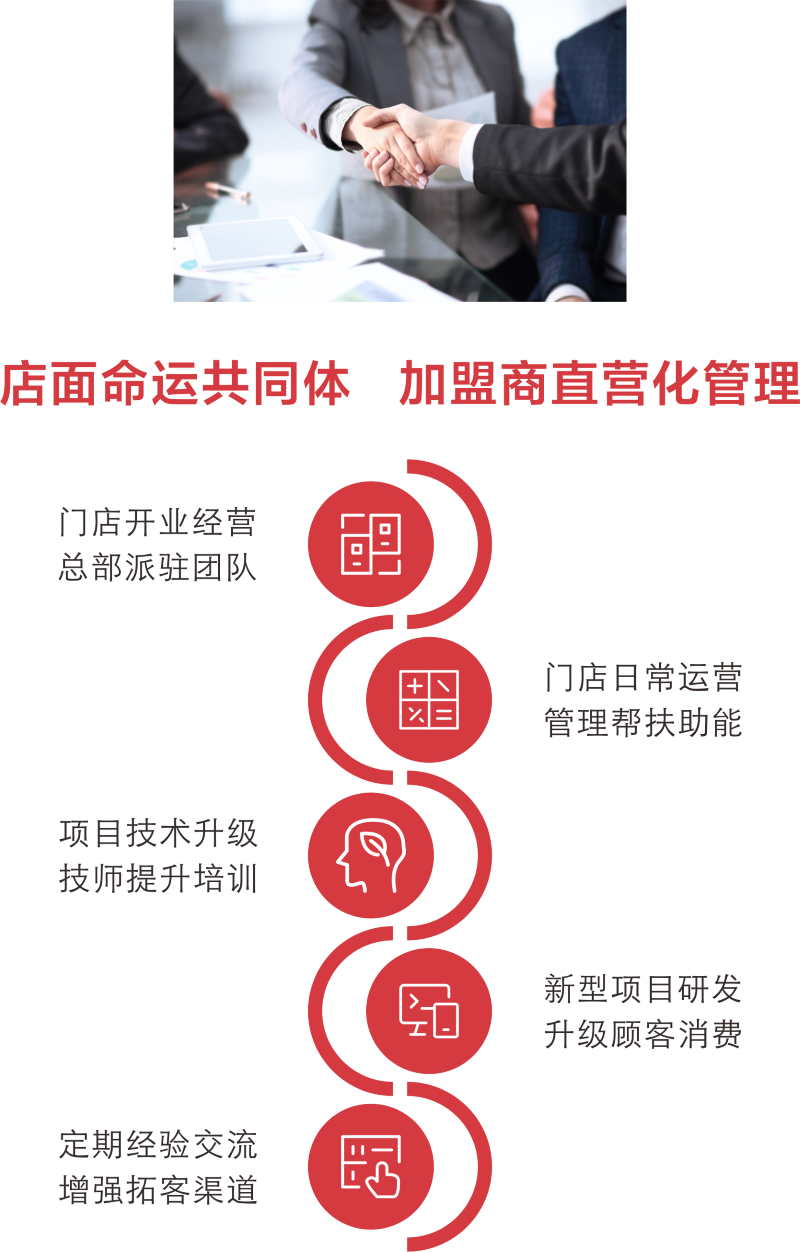 店面命运共同体 加盟商直营化管理
门店开业经营
总部派驻团队
门店日常运营
管理帮扶助能
项目技术升级
技师提升培训
新型项目研发
升级顾客消费
定期经验交流
增强拓客渠道